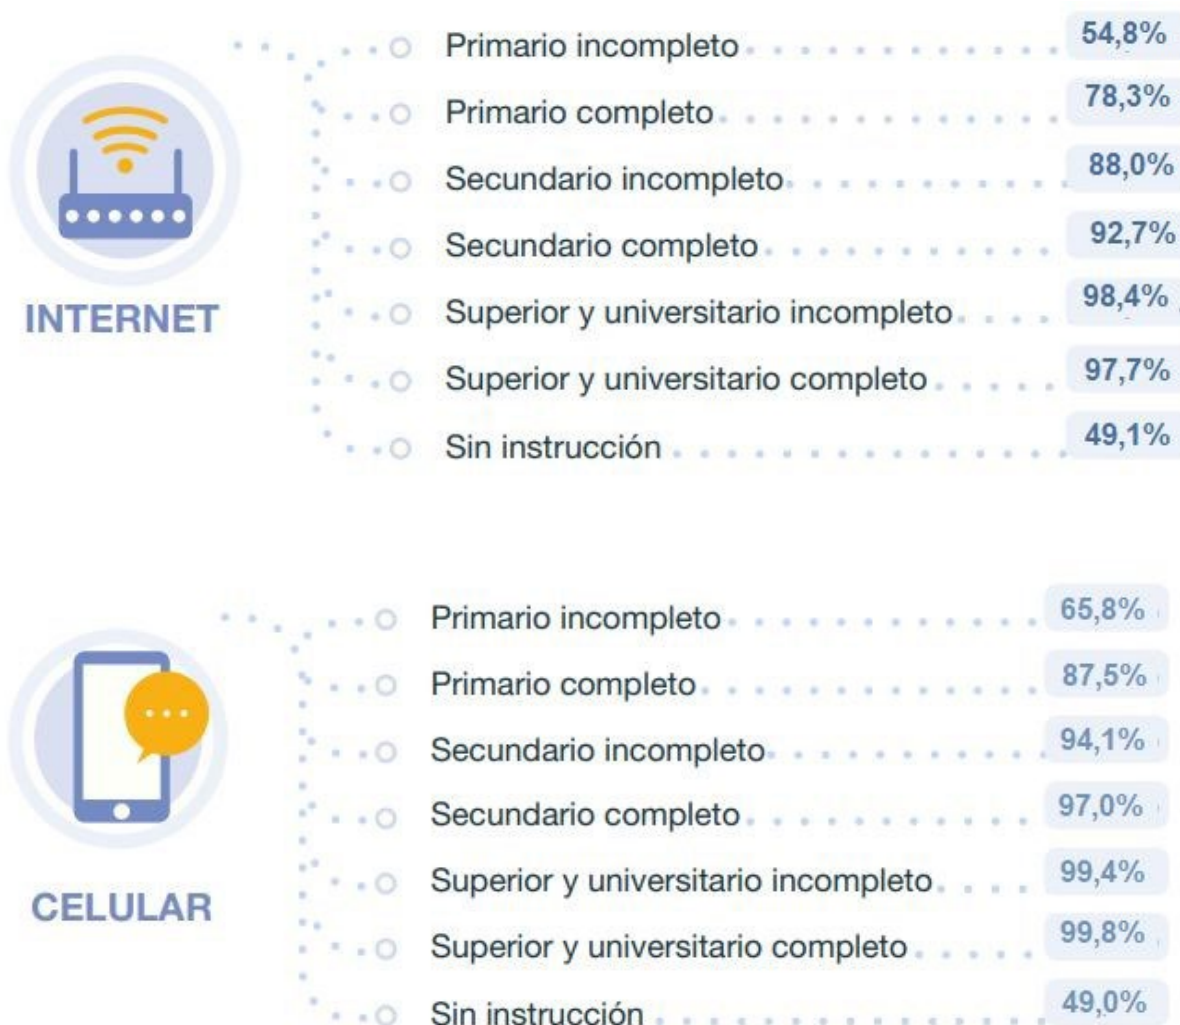 Primario incompleto 54,8%
Primario completo 78,3%
Secundario incompleto 88,0%
Secundario completo 92,7%
Superior y universitario incompleto 98,4%
Superior y universitario completo 97,7%
Sin instrucción 49,1%
INTERNET
Primario incompleto 65,8%
Primario completo 87,5%
Secundario incompleto 94,1%
Secundario completo 97,0%
Superior y universitario incompleto 99,4%
Superior y universitario completo 99,8%
Sin instrucción 49,0%
CELULAR